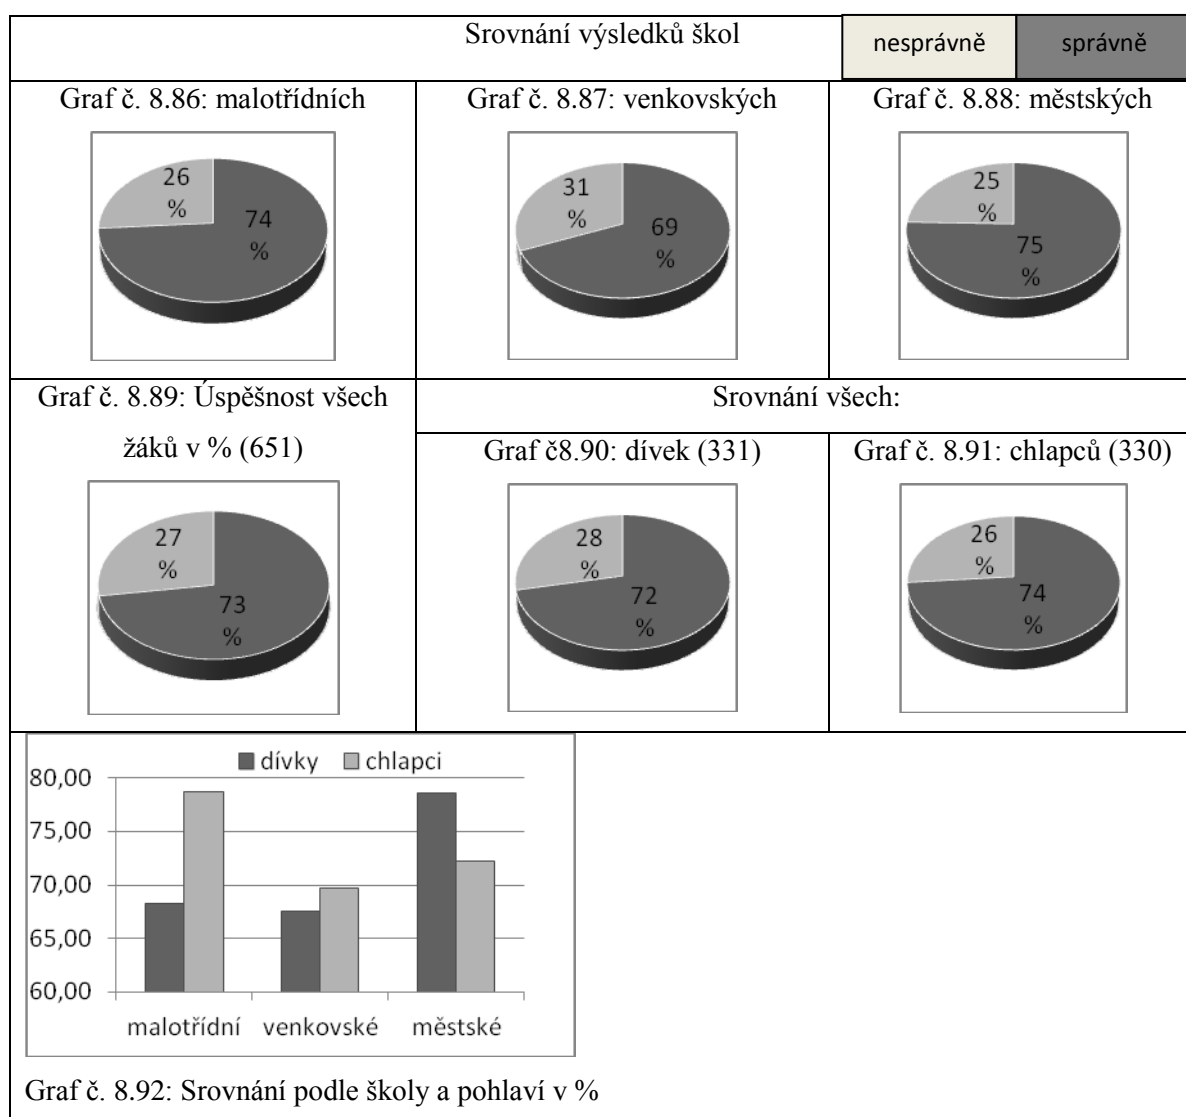 Srovnání výsledků škol
nesprávně
správně
Graf č. 8.86: malotřídních
26
%
74
%
Graf č. 8.87: venkovských
31
%
69
%
Graf č. 8.88: městských
25
%
75
%
Graf č. 8.89: Úspěšnost všech
žáků v % (651)
27
%
73
%
Srovnání všech:
Graf č8.90: dívek (331)
28
%
72
%
Graf č. 8.91: chlapců (330)
26
%
74
%
dívky chlapci
80,00
75,00
70,00
65,00
60,00
malotřídní venkovské městské
Graf č. 8.92: Srovnání podle školy a pohlaví v %